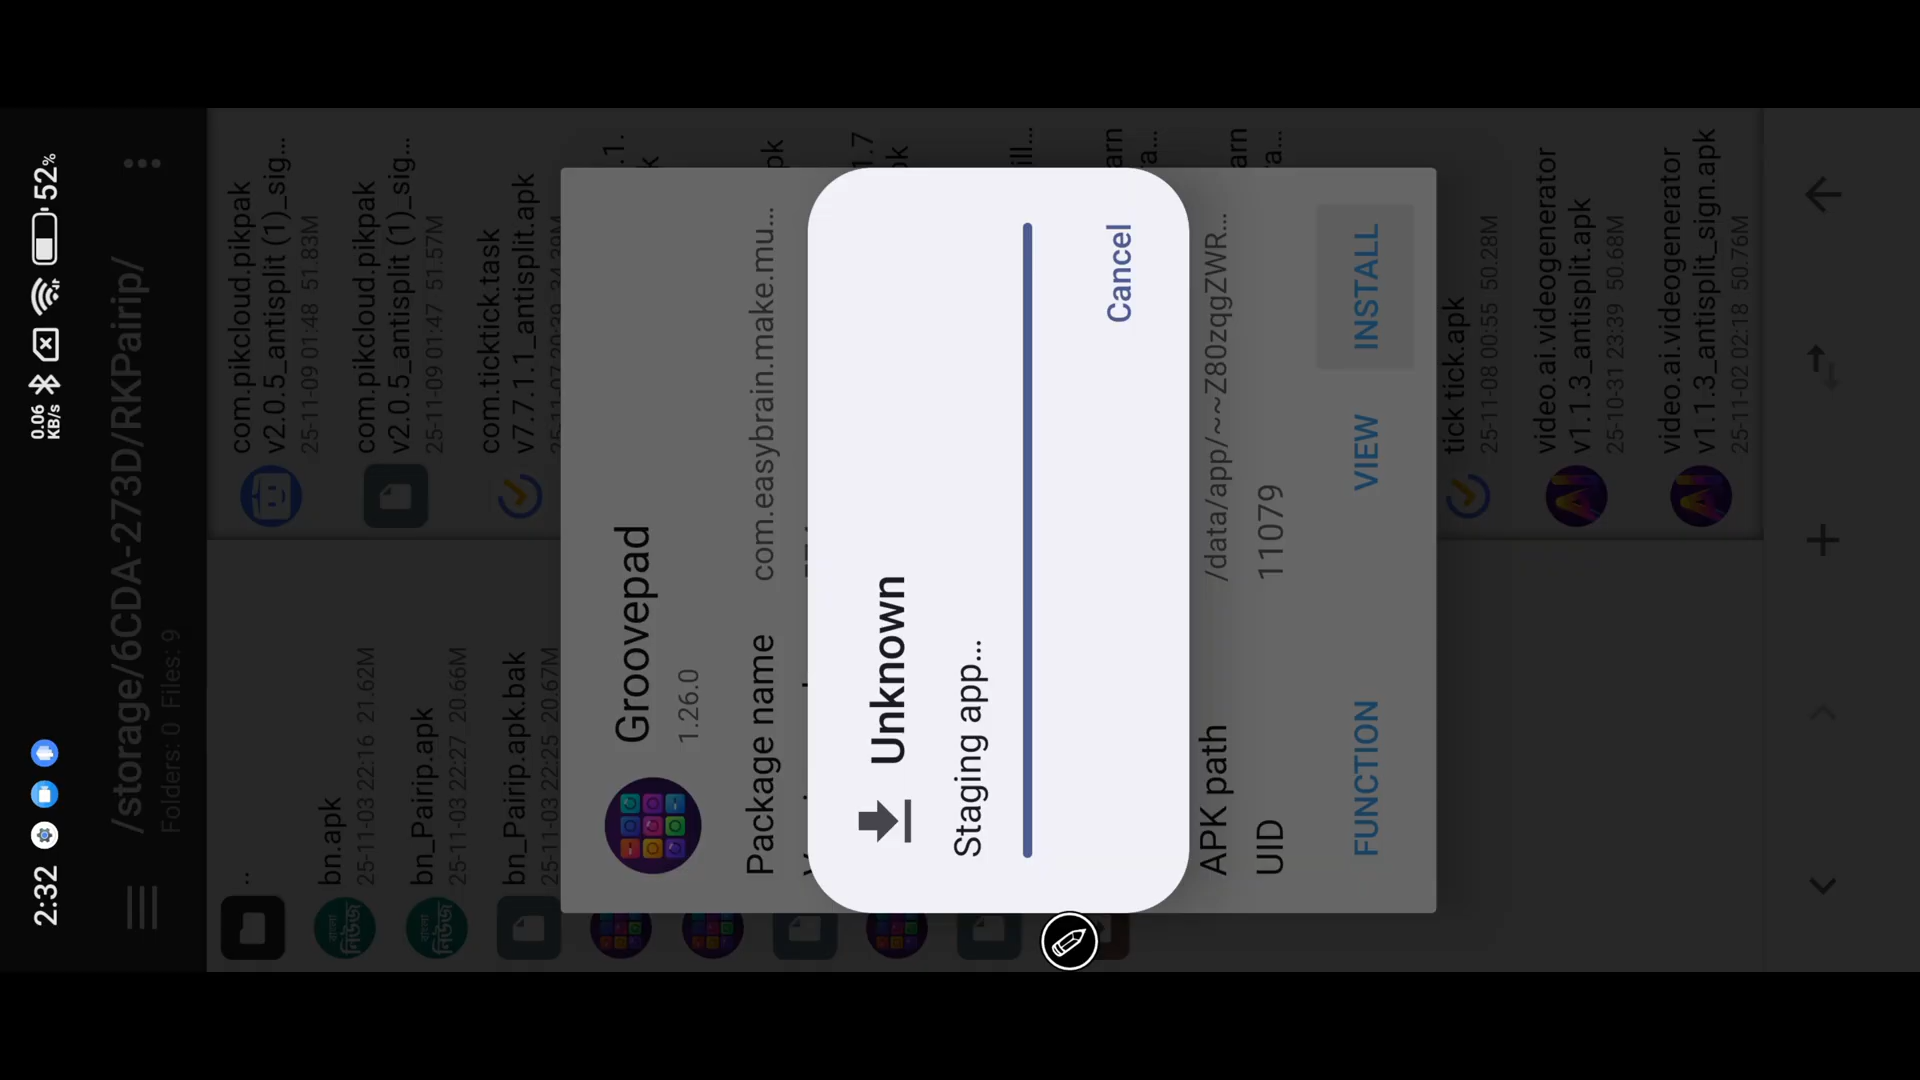 2:32
0.06
KB/s
52%
/storage/6CDA-273D/RKPairip/
Folders: 0 Files: 9
..
bn.apk
25-11-03 22:16 21.62M
bn_Pairip.apk
25-11-03 22:27 20.66M
bn_Pairip.apk.bak
25-11-03 22:25 20.67M
com.pikcloud.pikpak
v2.0.5_antisplit (1)_sig...
25-11-09 01:48 51.83M
com.pikcloud.pikpak
v2.0.5_antisplit (1)_sig...
25-11-09 01:47 51.57M
com.ticktick.task
v7.7.1.1_antisplit.apk
Groovepad
1.26.0
Package name
com.easybrain.make.mu...
Unknown
Staging app...
Cancel
APK path
/data/app/~~Z80zqgZWR...
UID
11079
FUNCTION
VIEW
INSTALL
tick tick.apk
25-11-08 00:55 50.28M
video.ai.videogenerator
v1.1.3_antisplit.apk
25-10-31 23:39 50.68M
video.ai.videogenerator
v1.1.3_antisplit_sign.apk
25-11-02 02:18 50.76M